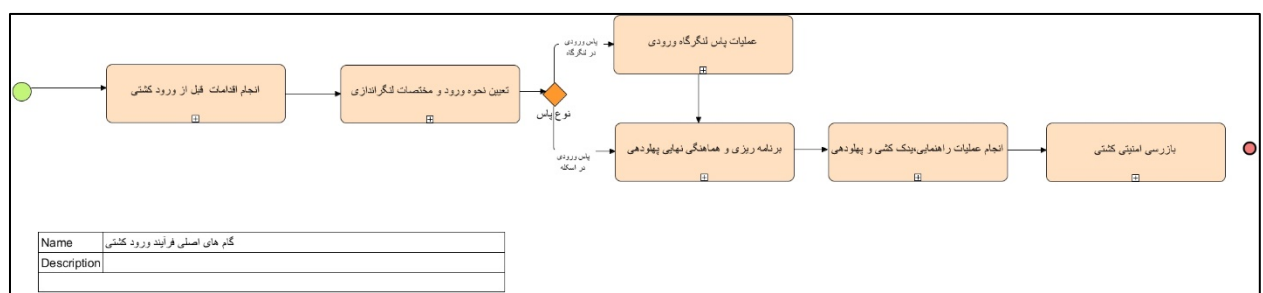 عملیات پاس لنگرگاه ورودی
پاس ورودی
در لنگرگاه
انجام اقدامات قبل از ورود کشتی
تعیین نحوه ورود و مختصات لنگراندازی
نوع پاس
پاس ورودی
در اسکله
برنامه ریزی و هماهنگی نهایی پهلودهی
انجام عملیات راهنمایی،یدک کشی و پهلودهی
بازرسی امنیتی کشتی
Name گام های اصلی فرآیند ورود کشتی
Description